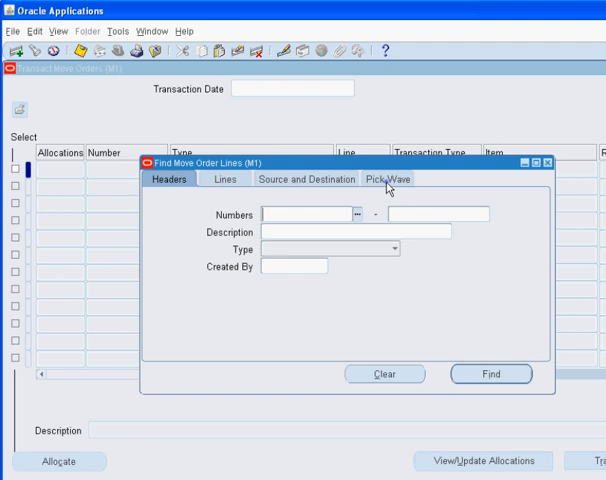 Oracle Applications
File Edit View Folder Tools Window Help
?
Transact Move Orders (M1)
Transaction Date
Select
Allocations Number Type Line Transaction Type Item
Find Move Order Lines (M1)
Headers Lines Source and Destination Pick Wave
Numbers ... -
Description
Type
Created By
Clear Find
Description
Allocate View/Update Allocations